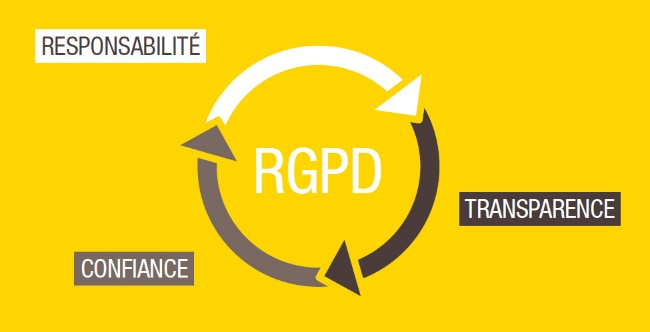 RESPONSABILITÉ
RGPD
TRANSPARENCE
CONFIANCE